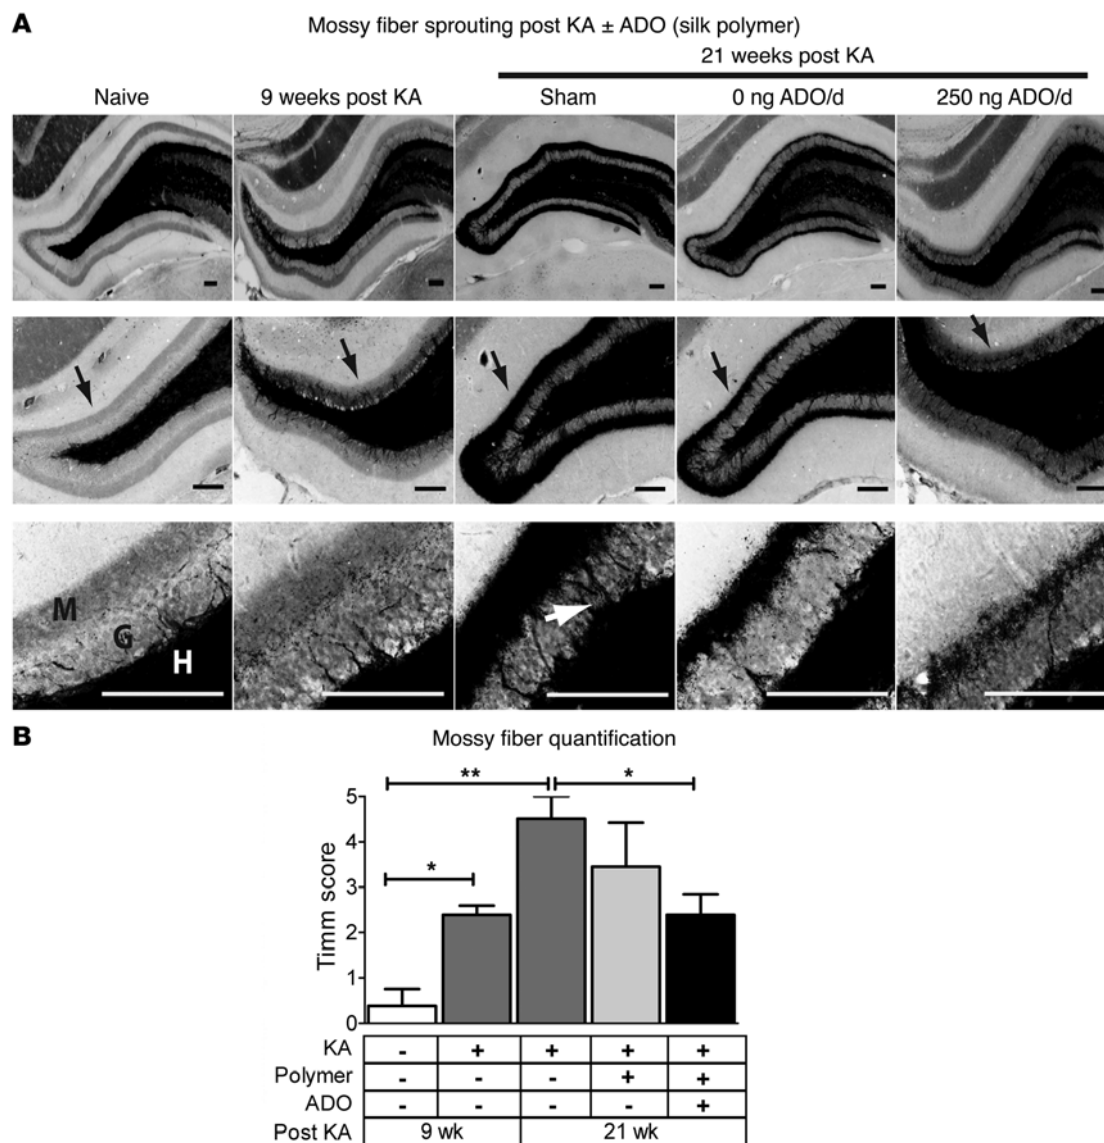 A
Mossy fiber sprouting post KA ± ADO (silk polymer)
21 weeks post KA
Naive 9 weeks post KA Sham 0 ng ADO/d 250 ng ADO/d
M
G
H
B
Mossy fiber quantification
** *
5
*
4
3
2
1
0
Timm score
KA - + + + +
Polymer - - - + +
ADO - - - - +
Post KA 9 wk 21 wk